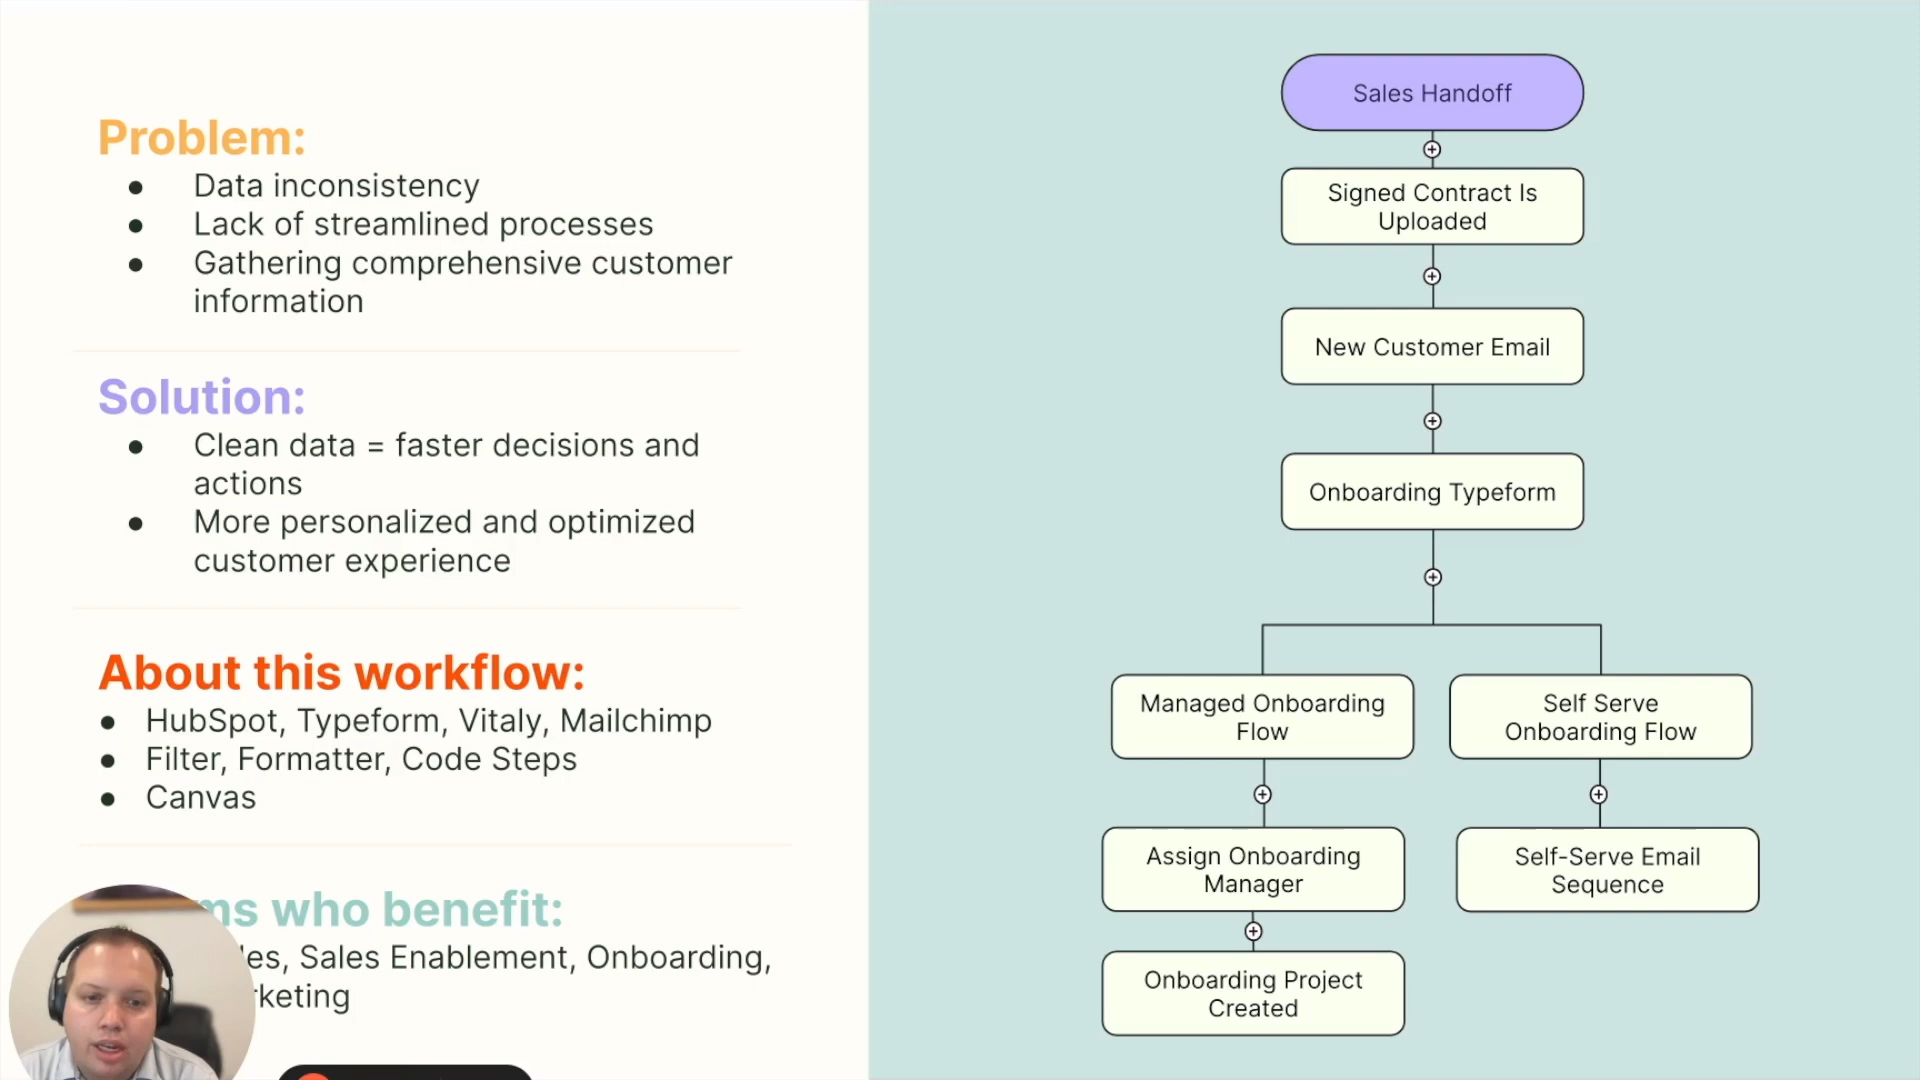 Problem:
● Data inconsistency
● Lack of streamlined processes
● Gathering comprehensive customer
information
Solution:
● Clean data = faster decisions and
actions
● More personalized and optimized
customer experience
About this workflow:
● HubSpot, Typeform, Vitaly, Mailchimp
● Filter, Formatter, Code Steps
● Canvas
who benefit:
Sales Enablement, Onboarding,
Sales Handoff
Signed Contract Is
Uploaded
New Customer Email
Onboarding Typeform
Managed Onboarding
Flow
Self Serve
Onboarding Flow
Assign Onboarding
Manager
Self-Serve Email
Sequence
Onboarding Project
Created